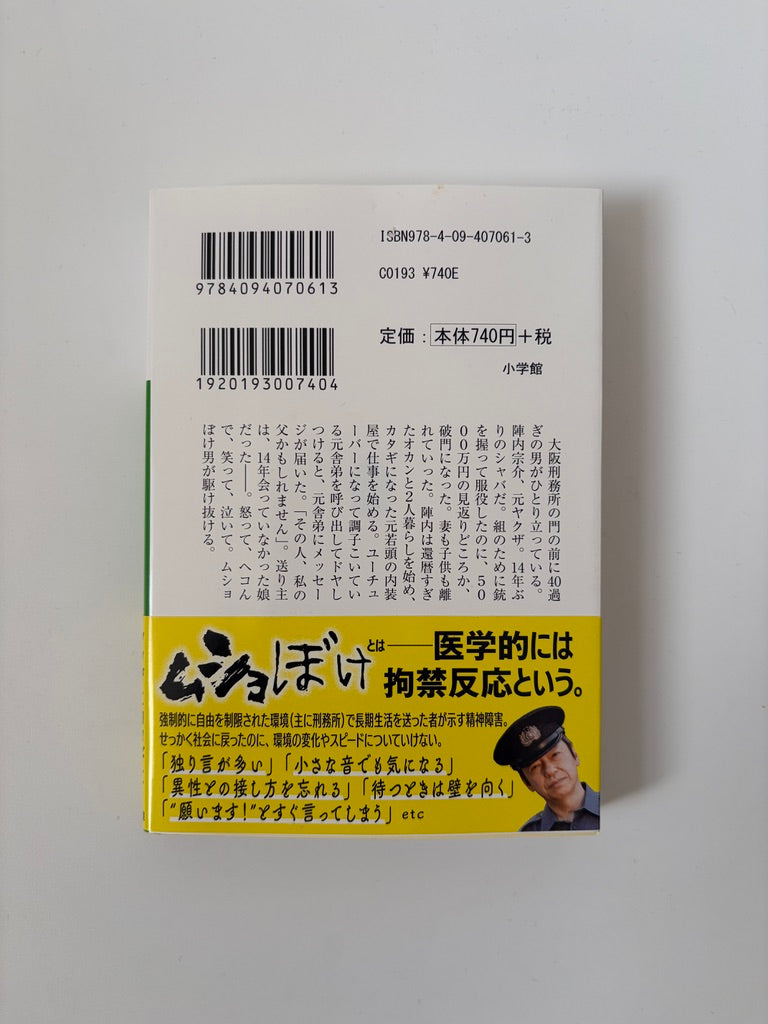 ISBN978-4-09-407061-3
C0193 ¥740E
9784094070613
定価：本体740円＋税
小学館
1920193007404
大阪刑務所の門の前に40過
ぎの男がひとり立っている。
陣内宗介、元ヤクザ。14年ぶ
りのシャバだ。組のために銃
を握って服役したのに、５０
００万円の見返りどころか、
破門になった。妻も子供も離
れていった。陣内は還暦すぎ
たオカンと２人暮らしを始め、
カタギになった元若頭の内装
屋で仕事を始める。ユーチュ
ーバーになって調子こいてい
る元舎弟を呼び出してドヤし
つけると、元舎弟にメッセー
ジが届いた。「その人、私の
父かもしれません」。送り主
は、14年会っていなかった娘
だった――。怒って、ヘコん
で、笑って、泣いて。ムショ
ぼけ男が駆け抜ける。
ムショぼけとは――医学的には
拘禁反応という。
強制的に自由を制限された環境（主に刑務所）で長期生活を送った者が示す精神障害。
せっかく社会に戻ったのに、環境の変化やスピードについていけない。
「独り言が多い」「小さな音でも気になる」
「異性との接し方を忘れる」「待つときは壁を向く」
「“願います！”とすぐ言ってしまう」etc